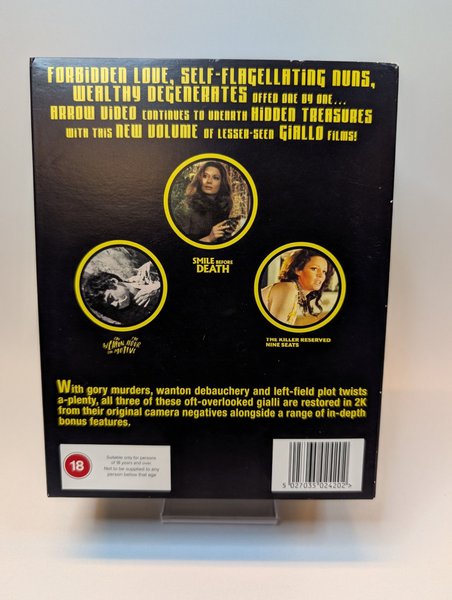 FORBIDDEN LOVE, SELF-FLAGELLATING NUNS,
WEALTHY DEGENERATES OFFED ONE BY ONE...
ARROW VIDEO CONTINUES TO UNEARTH HIDDEN TREASURES
WITH THIS NEW VOLUME OF LESSER-SEEN GIALLO FILMS!
SMILE BEFORE
DEATH
THE KILLER RESERVED
NINE SEATS
With gory murders, wanton debauchery and left-field plot twists
a-plenty, all three of these oft-overlooked gialli are restored in 2K
from their original camera negatives alongside a range of in-depth
bonus features.
18
Suitable only for persons
of 18 years and over
Not to be supplied to any
person below that age
5 027035 024202 >